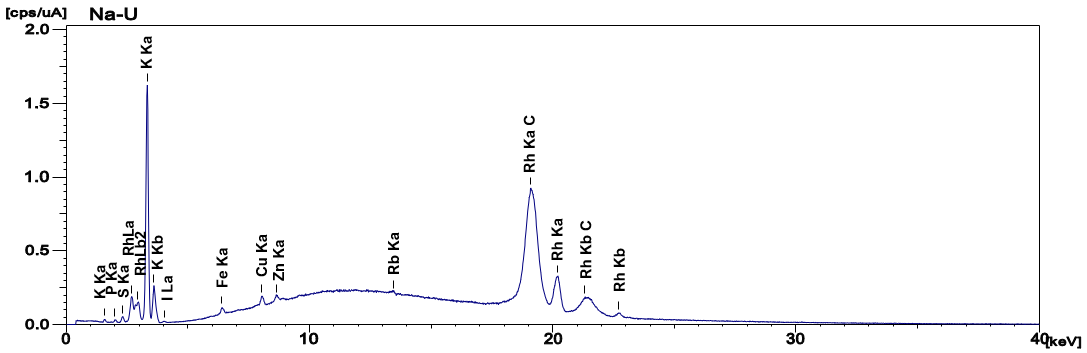 [cps/uA] Na-U
2.0
1.5
1.0
0.5
0.0
K Ka
P Ka
S Ka
RhLa
RhLb2
K Ka
K Kb
I La
Fe Ka
Cu Ka
Zn Ka
Rb Ka
Rh Ka C
Rh Ka
Rh Kb C
Rh Kb
0 10 20 30 40 [keV]